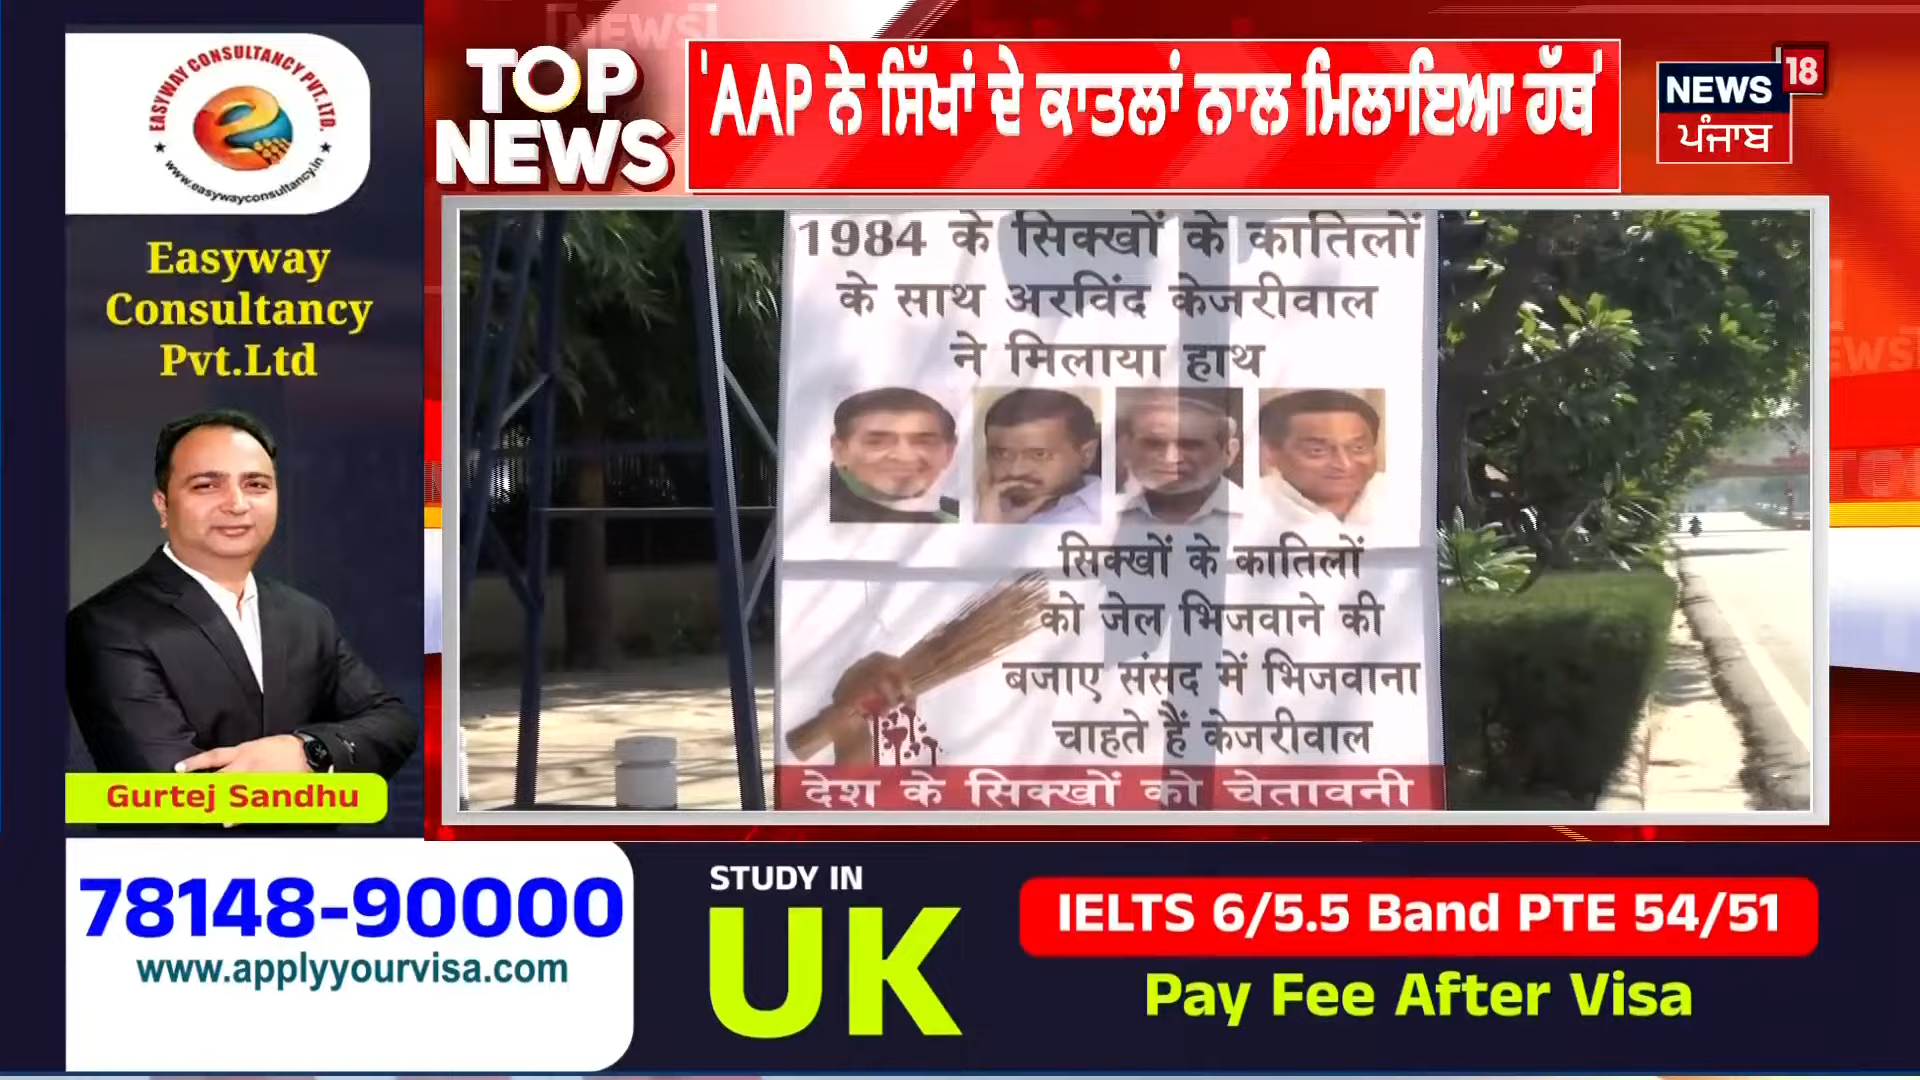 EASYWAY CONSULTANCY PVT. LTD.
www.easywayconsultancy.in
Easyway
Consultancy
Pvt.Ltd
Gurtej Sandhu
TOP
NEWS
'AAP ਨੇ ਸਿੱਖਾਂ ਦੇ ਕਾਤਲਾਂ ਨਾਲ ਮਿਲਾਇਆ ਹੱਥ'
NEWS 18
ਪੰਜਾਬ
1984 के सिक्खों के कातिलों
के साथ अरविंद केजरीवाल
ने मिलाया हाथ
सिक्खों के कातिलों
को जेल भिजवाने की
बजाए संसद में भिजवाना
चाहते हैं केजरीवाल
देश के सिक्खों को चेतावनी
78148-90000
www.applyyourvisa.com
STUDY IN
UK
IELTS 6/5.5 Band PTE 54/51
Pay Fee After Visa